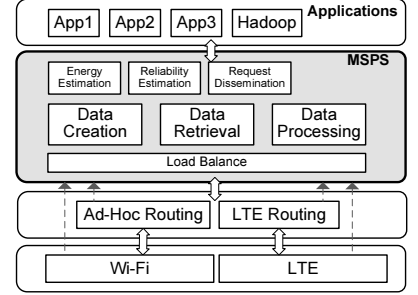 Applications
App1 App2 App3 Hadoop
MSPS
Energy Estimation
Reliability Estimation
Request Dissemination
Data Creation
Data Retrieval
Data Processing
Load Balance
Ad-Hoc Routing LTE Routing
Wi-Fi LTE